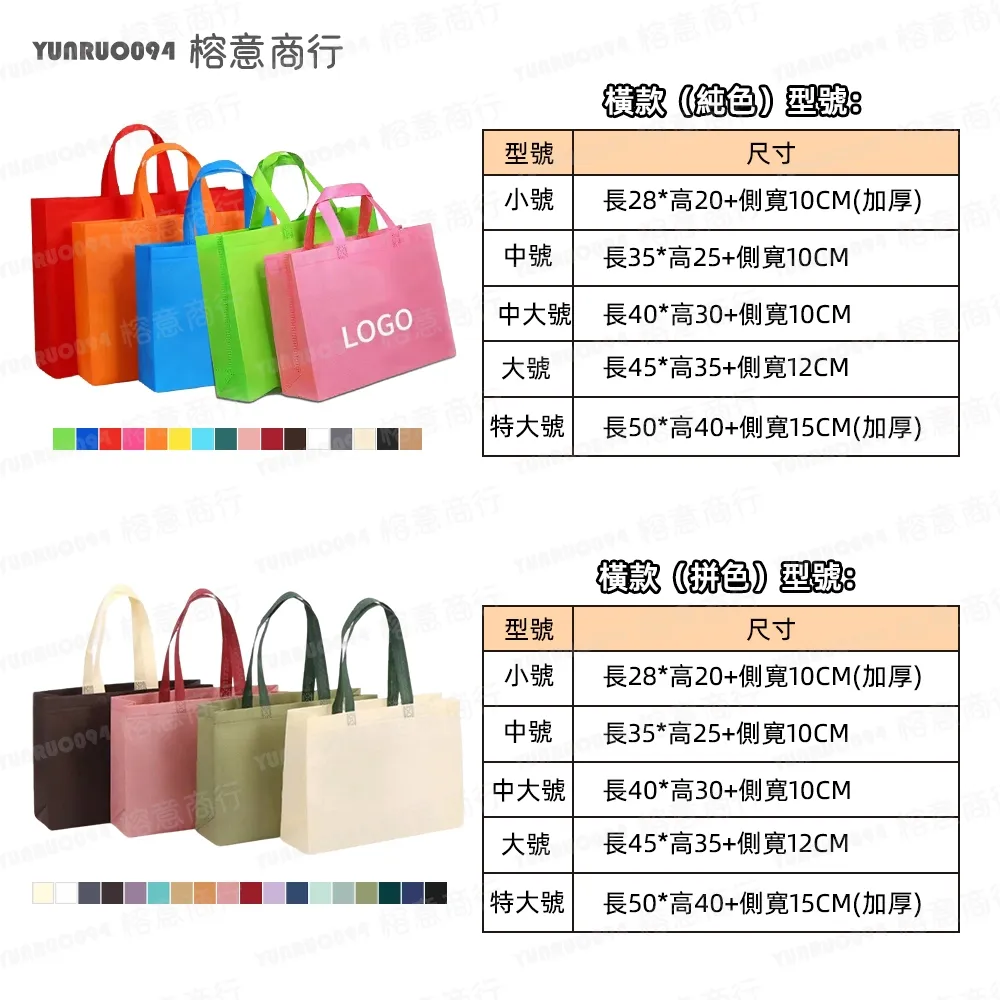 YUNRUO094 榕意商行
橫款（純色）型號：
型號 尺寸
小號 長28*高20+側寬10CM(加厚)
中號 長35*高25+側寬10CM
中大號 長40*高30+側寬10CM
大號 長45*高35+側寬12CM
特大號 長50*高40+側寬15CM(加厚)
LOGO
橫款（拼色）型號：
型號 尺寸
小號 長28*高20+側寬10CM(加厚)
中號 長35*高25+側寬10CM
中大號 長40*高30+側寬10CM
大號 長45*高35+側寬12CM
特大號 長50*高40+側寬15CM(加厚)